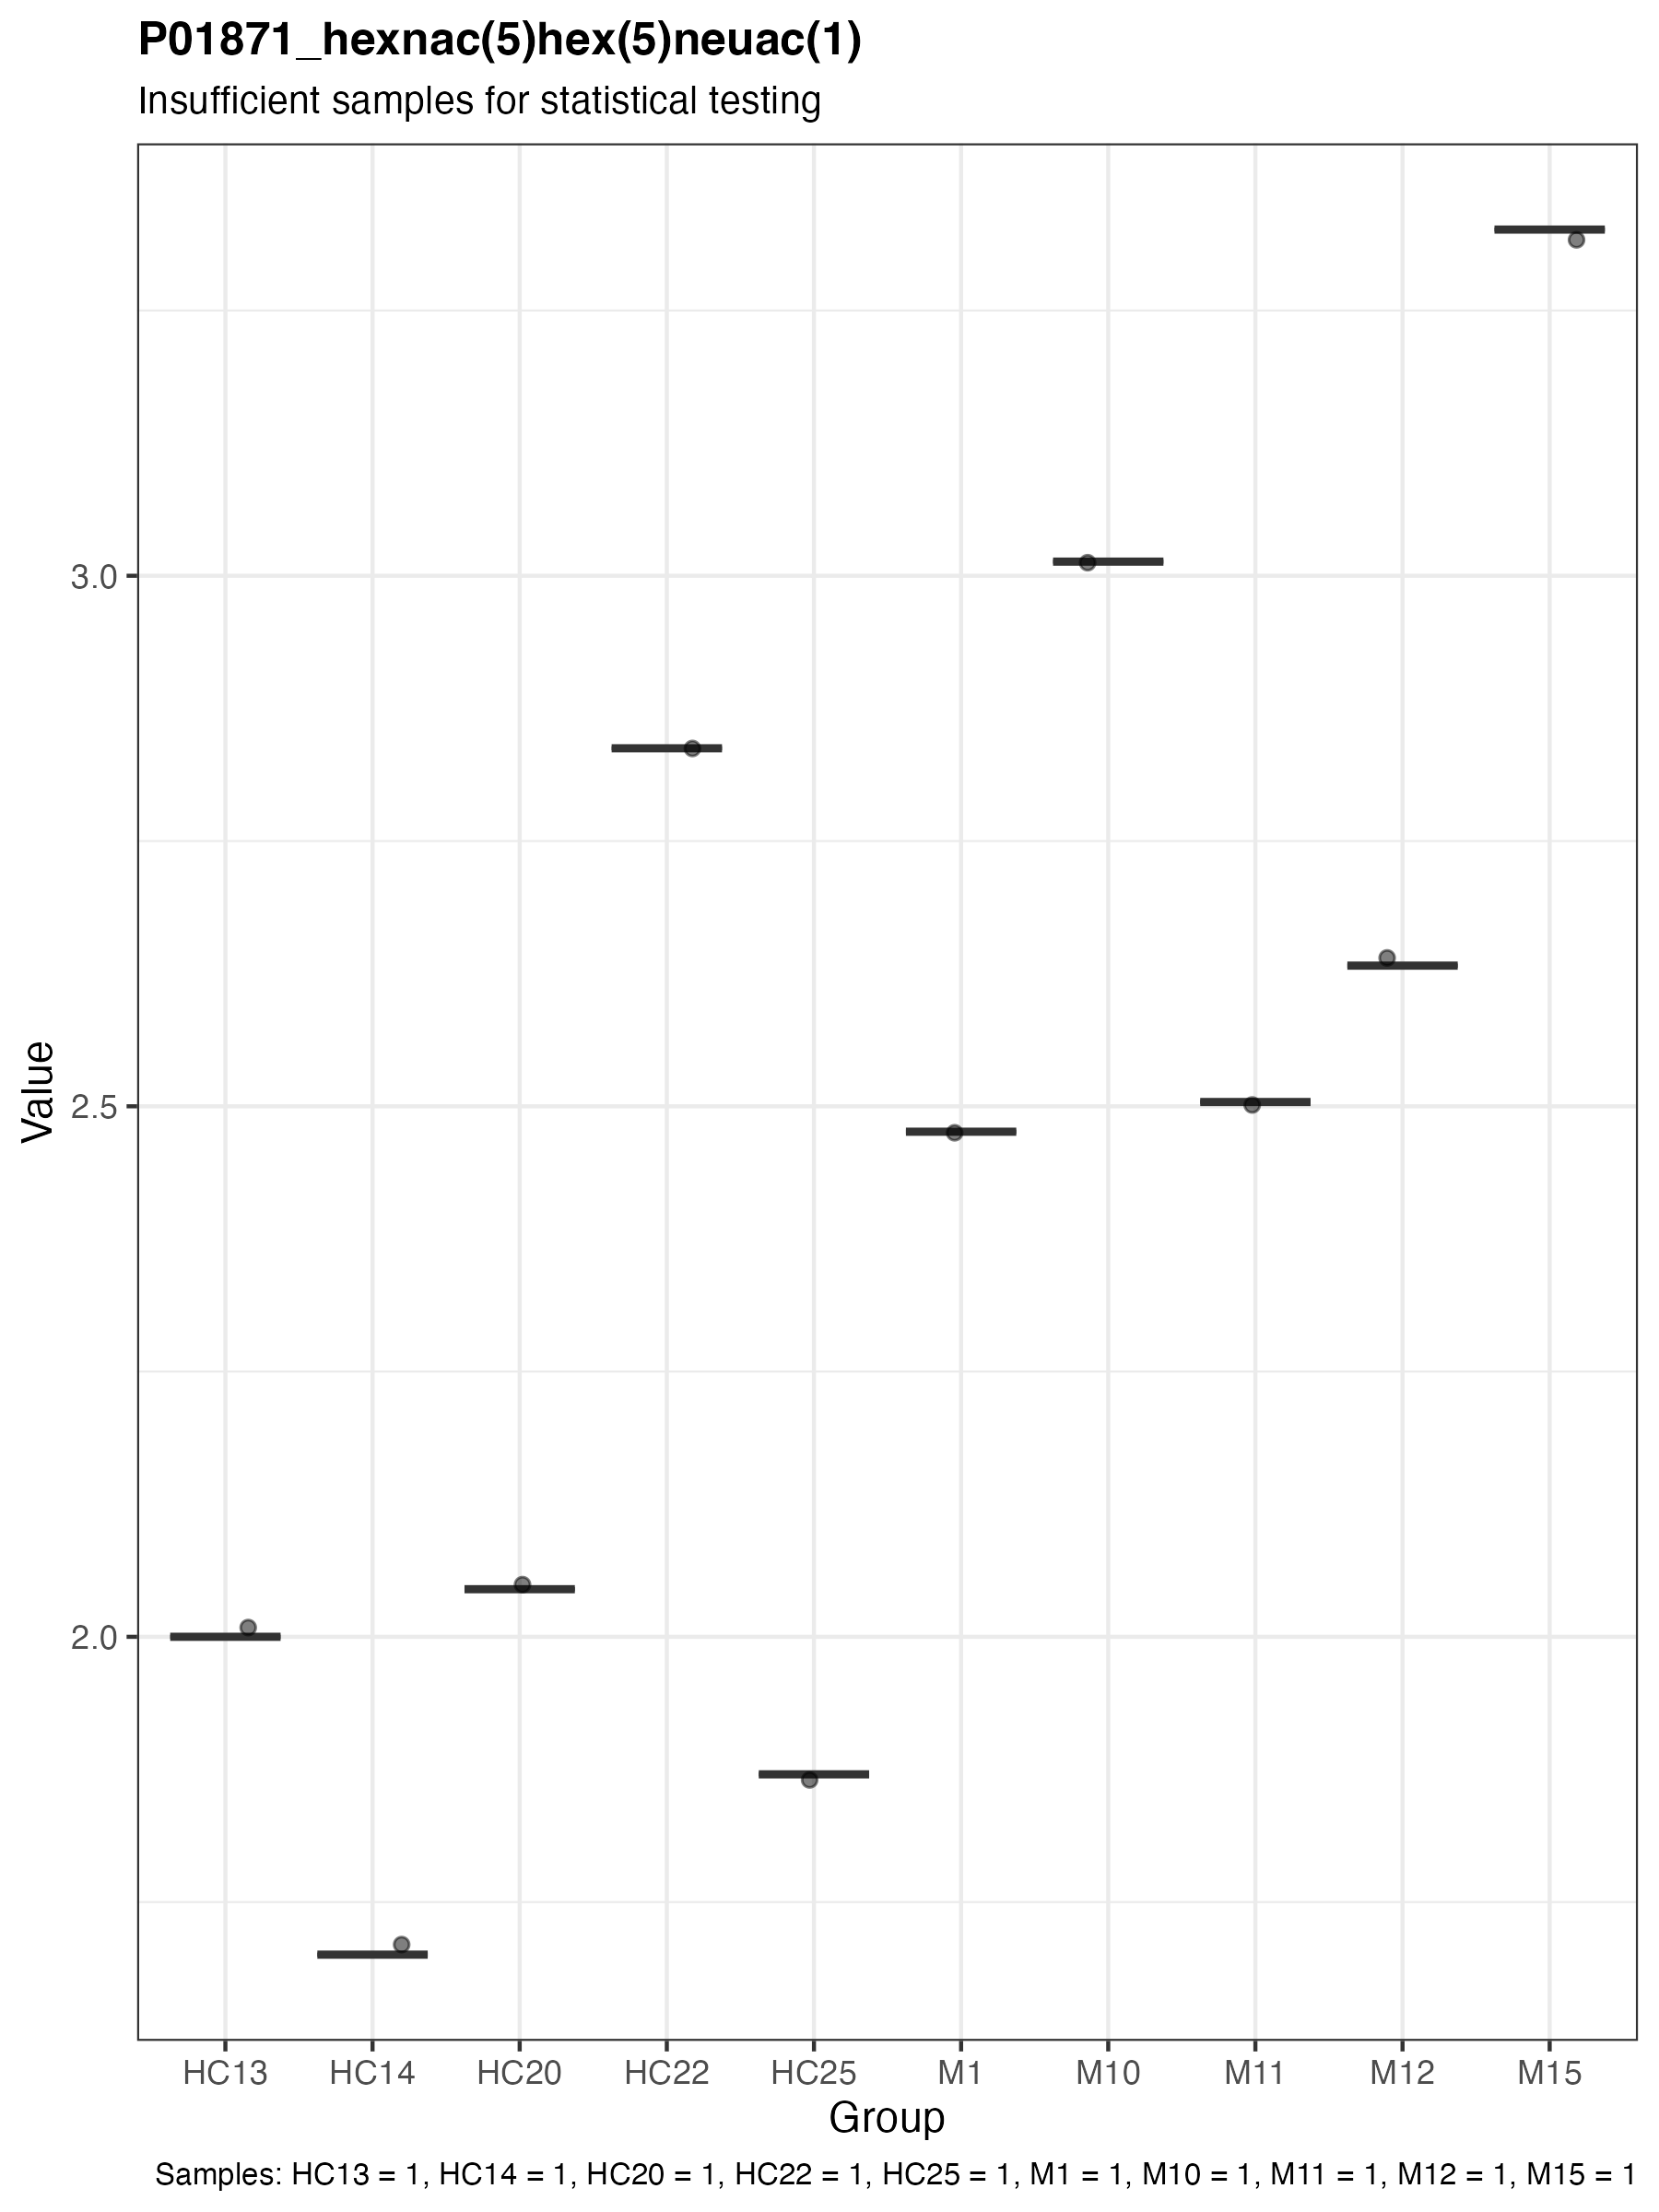 P01871_hexnac(5)hex(5)neuac(1)
Insufficient samples for statistical testing
Value
3.0
2.5
2.0
HC13 HC14 HC20 HC22 HC25 M1 M10 M11 M12 M15
Group
Samples: HC13 = 1, HC14 = 1, HC20 = 1, HC22 = 1, HC25 = 1, M1 = 1, M10 = 1, M11 = 1, M12 = 1, M15 = 1